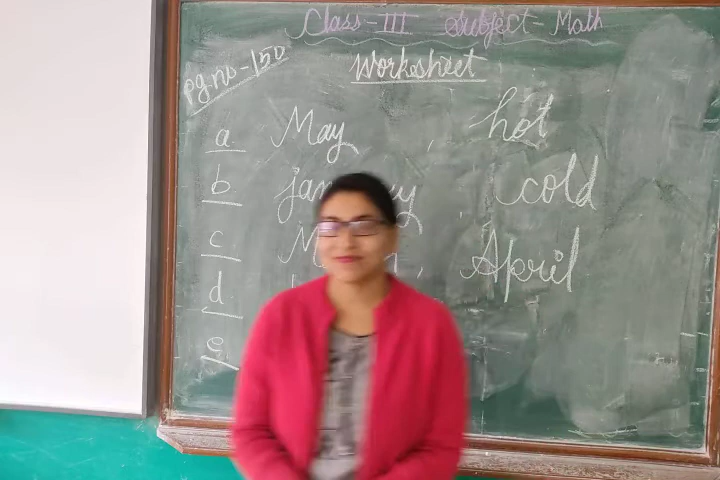 Class-III Subject-Math
pg.no-150
Worksheet
a May, hot
b cold
c , April
d
e